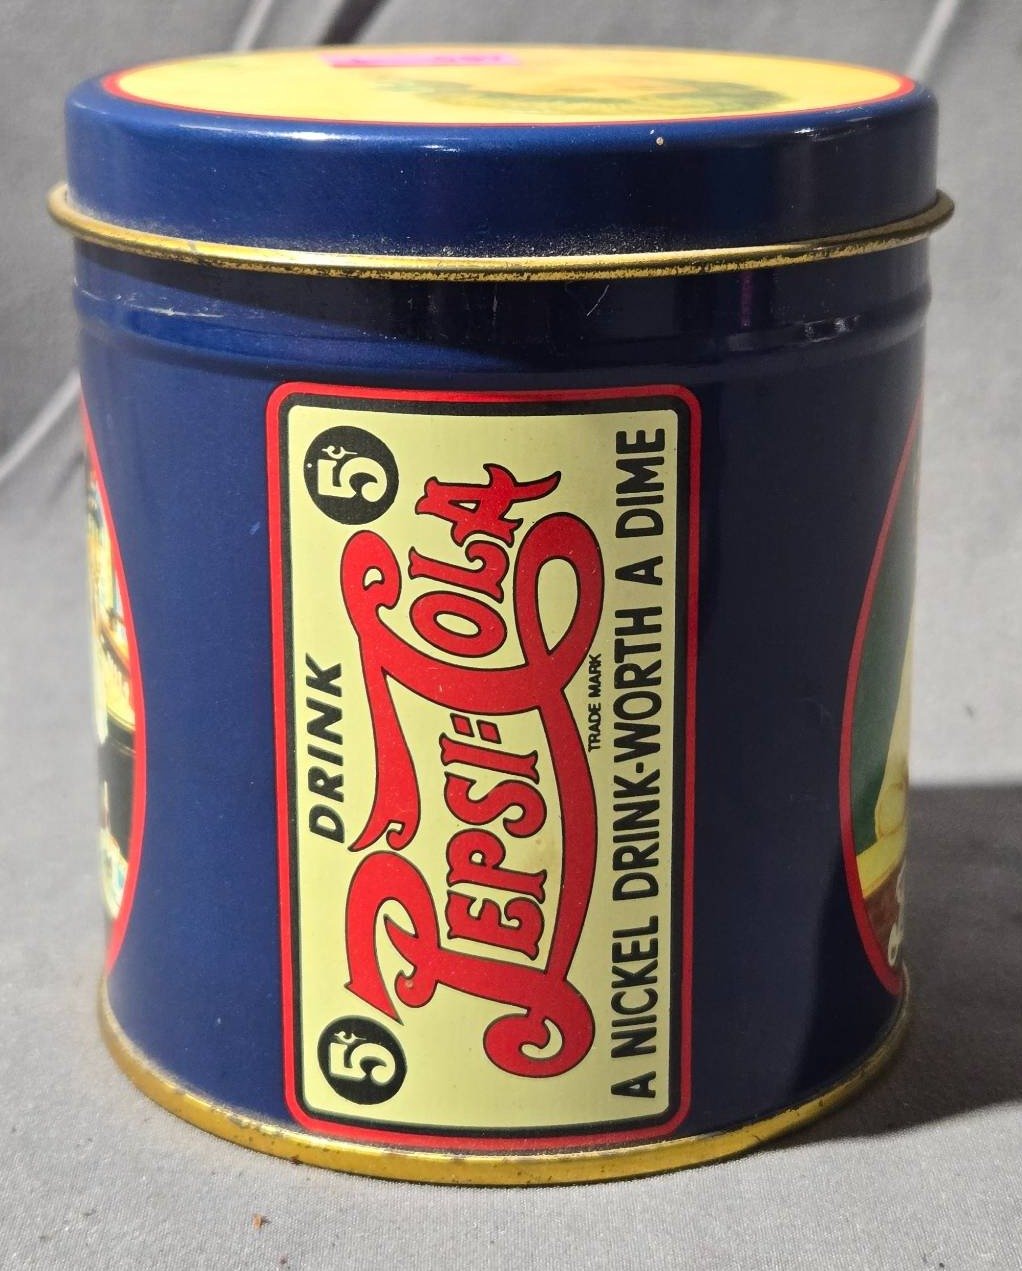 5¢ DRINK 5¢
PEPSI:COLA
TRADE MARK
A NICKEL DRINK-WORTH A DIME